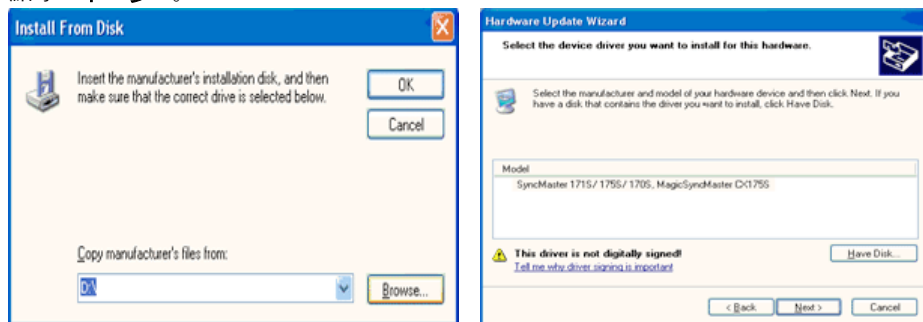 Install From Disk
Insert the manufacturer's installation disk, and then
make sure that the correct drive is selected below.
OK
Cancel
Copy manufacturer's files from:
D:\
Browse...
Hardware Update Wizard
Select the device driver you want to install for this hardware.
Select the manufacturer and model of your hardware device and then click Next. If you
have a disk that contains the driver you want to install, click Have Disk.
Model
SyncMaster 171S/ 175S/ 170S, MagicSyncMaster CX175S
This driver is not digitally signed!
Tell me why driver signing is important
Have Disk...
< Back
Next >
Cancel